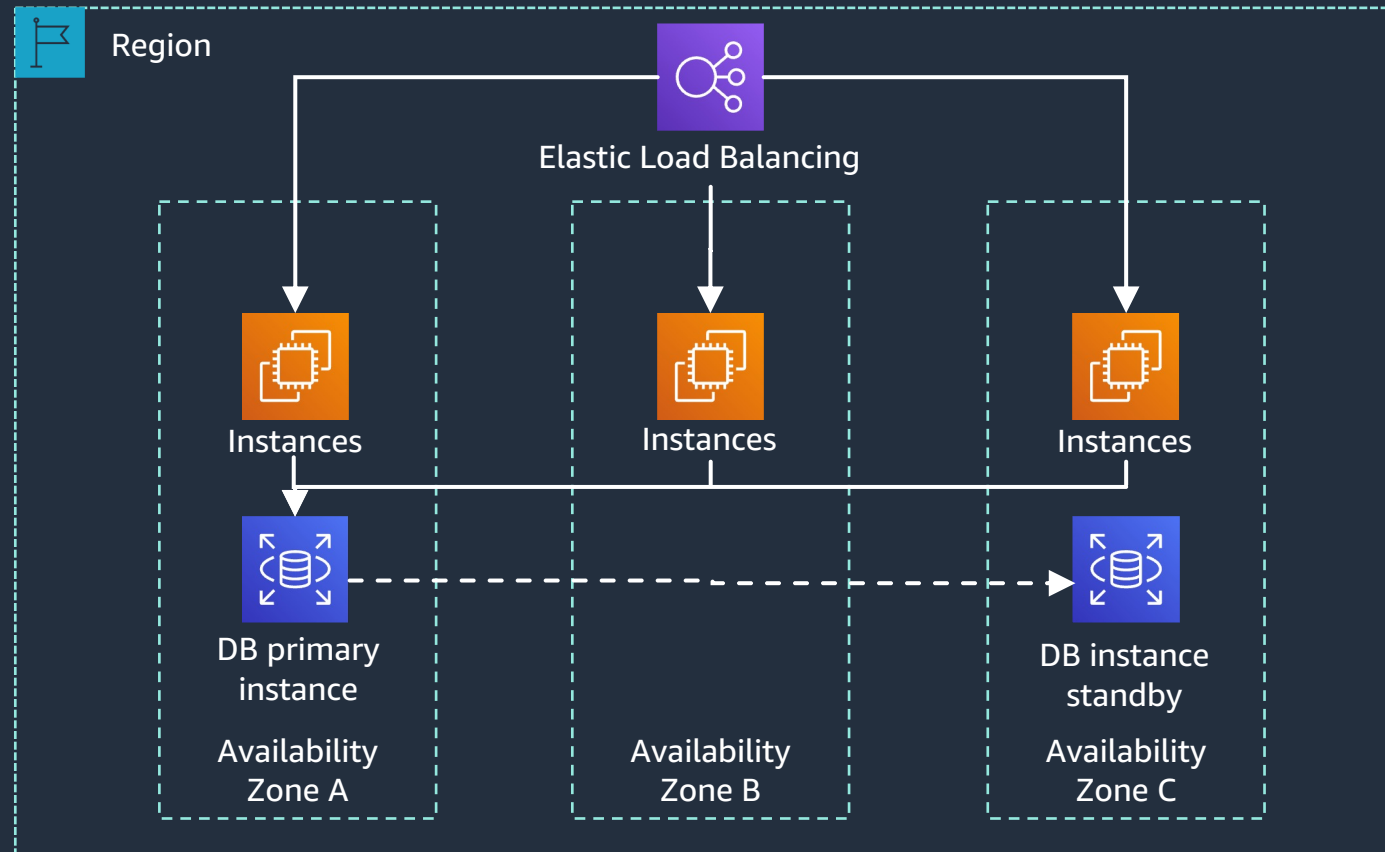 Region
Elastic Load Balancing
Instances
Instances
Instances
DB primary
instance
DB instance
standby
Availability
Zone A
Availability
Zone B
Availability
Zone C